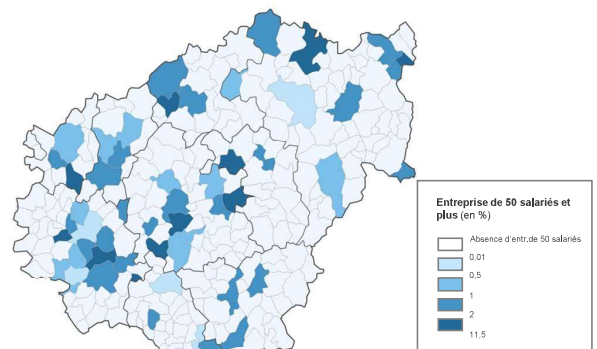 Entreprise de 50 salariés et
plus (en %)
Absence d'entr.de 50 salariés
0,01
0,5
1
2
11,5